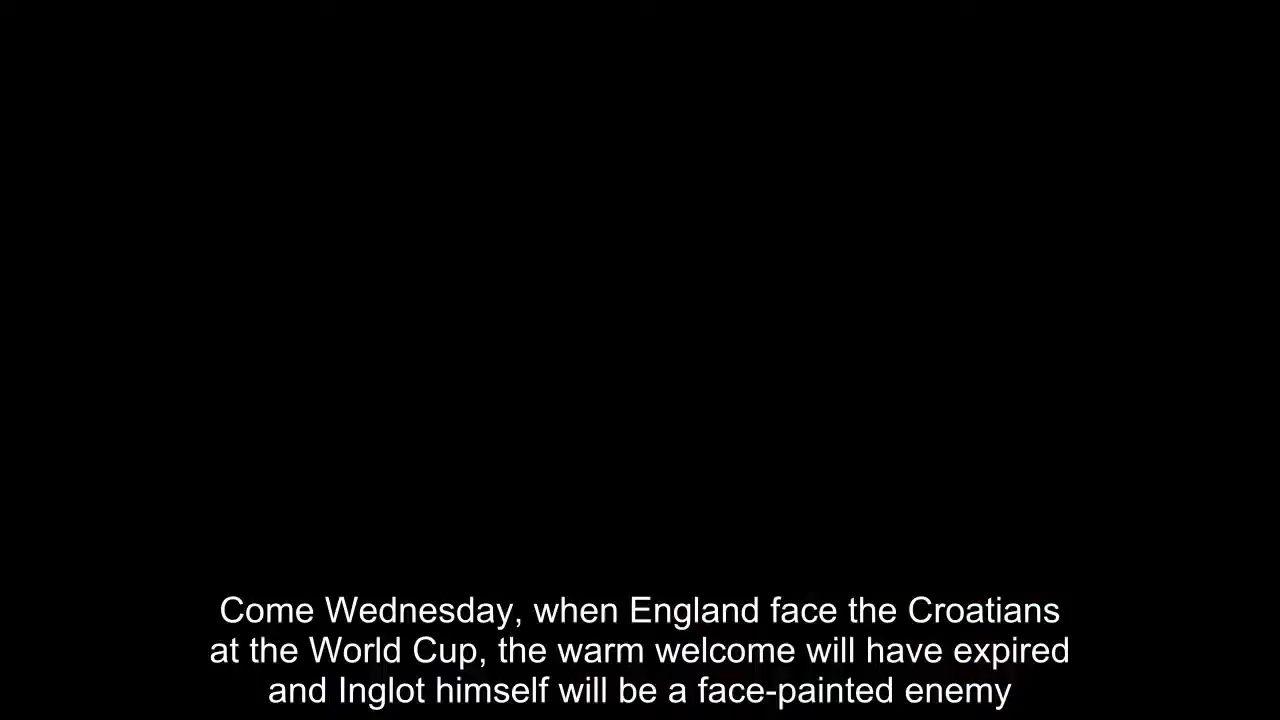 Come Wednesday, when England face the Croatians
at the World Cup, the warm welcome will have expired
and Inglot himself will be a face-painted enemy